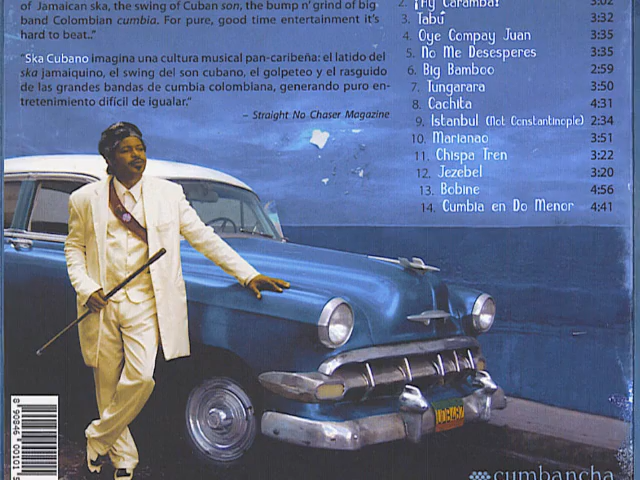 of Jamaican ska, the swing of Cuban son, the bump n' grind of big
band Colombian cumbia. For pure, good time entertainment it's
hard to beat.."
"Ska Cubano imagina una cultura musical pan-caribeña: el latido del
ska jamaiquino, el swing del son cubano, el golpeteo y el rasguido
de las grandes bandas de cumbia colombiana, generando puro en-
tretenimiento difícil de igualar."
– Straight No Chaser Magazine
2. ¡Ay Caramba! 3:02
3. Tabú 3:32
4. Oye Compay Juan 3:35
5. No Me Desesperes 3:35
6. Big Bamboo 2:59
7. Tungarara 3:50
8. Cachita 4:31
9. Istanbul (Not Constantinople) 2:34
10. Marianao 3:51
11. Chispa Tren 3:22
12. Jezebel 3:20
13. Bobine 4:56
14. Cumbia en Do Menor 4:41
8 90846 00101
cumbancha